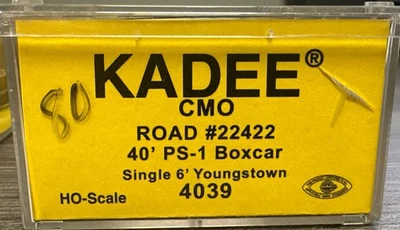 80
KADEE®
CMO
ROAD #22422
40' PS-1 Boxcar
Single 6' Youngstown
HO-Scale
4039